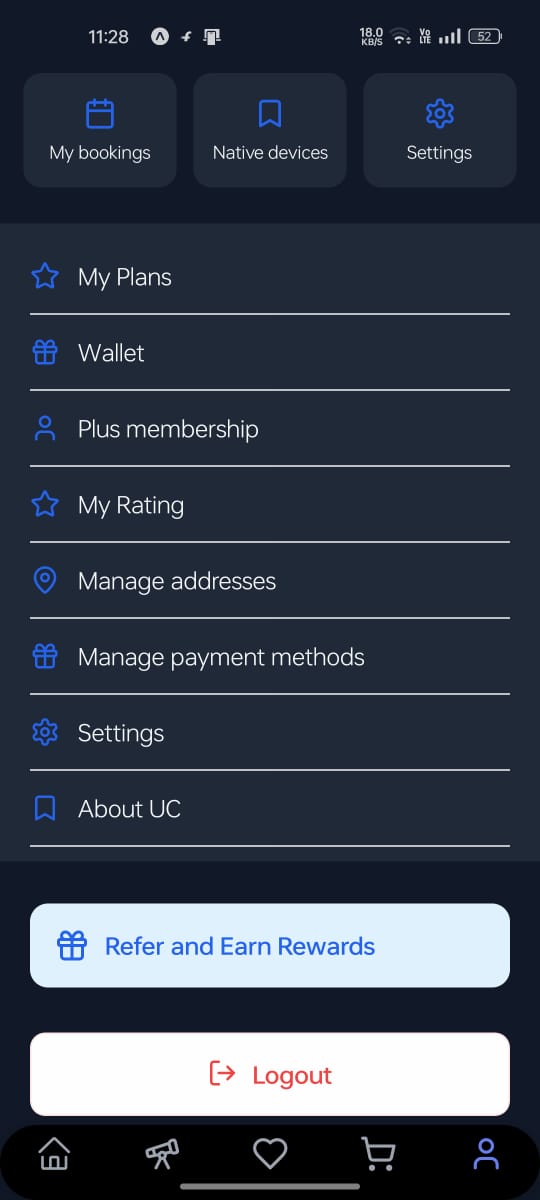 11:28
18.0 KB/S
Vo LTE
52
My bookings
Native devices
Settings
My Plans
Wallet
Plus membership
My Rating
Manage addresses
Manage payment methods
Settings
About UC
Refer and Earn Rewards
Logout